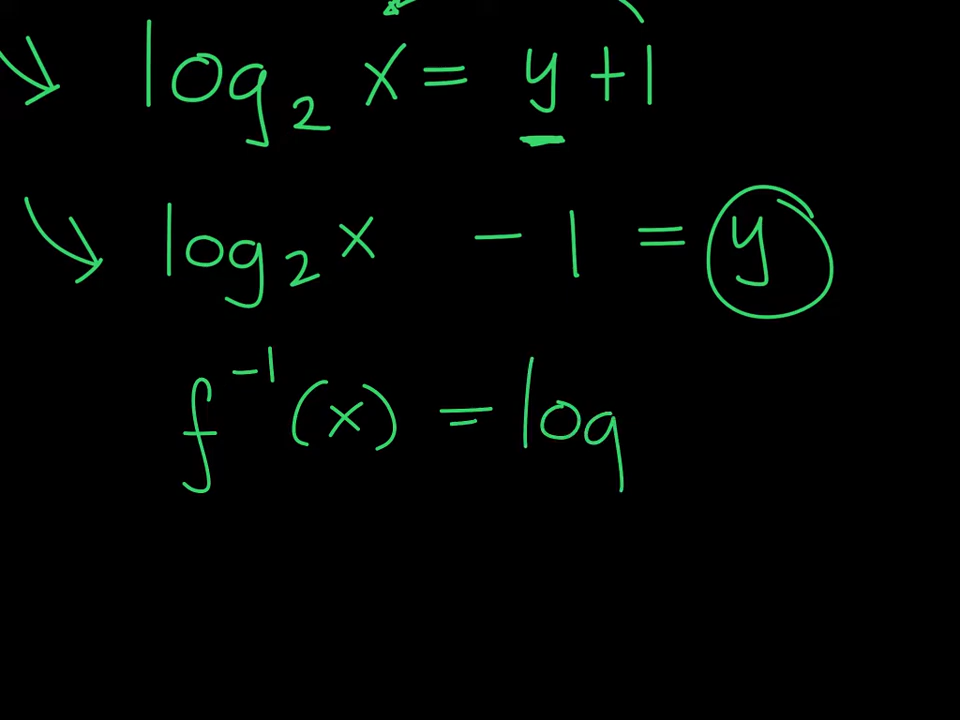 log₂ x = y + 1
log₂ x - 1 = y
f⁻¹(x) = log